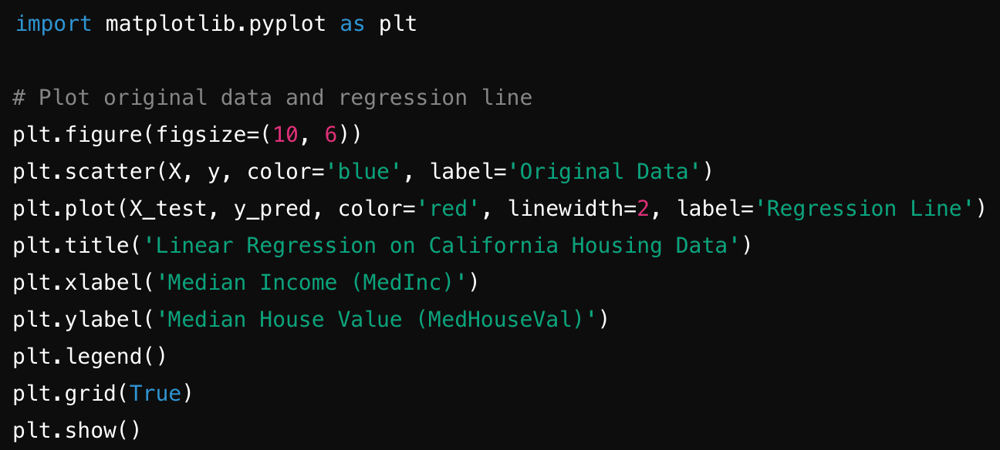 import matplotlib.pyplot as plt
# Plot original data and regression line
plt.figure(figsize=(10, 6))
plt.scatter(X, y, color='blue', label='Original Data')
plt.plot(X_test, y_pred, color='red', linewidth=2, label='Regression Line')
plt.title('Linear Regression on California Housing Data')
plt.xlabel('Median Income (MedInc)')
plt.ylabel('Median House Value (MedHouseVal)')
plt.legend()
plt.grid(True)
plt.show()